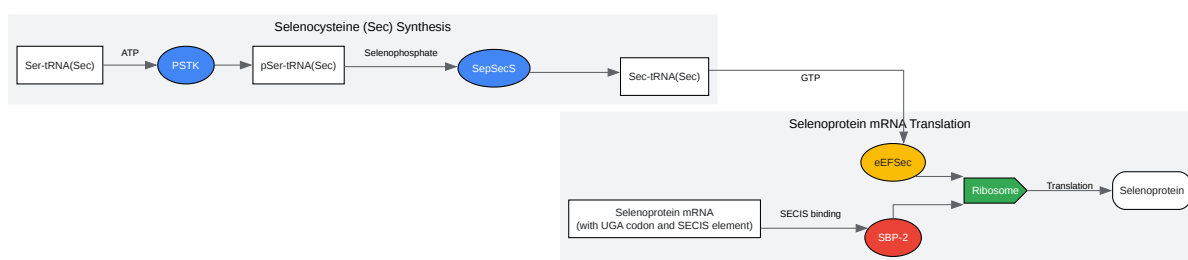 Selenocysteine (Sec) Synthesis
Ser-tRNA(Sec)
ATP
PSTK
pSer-tRNA(Sec)
Selenophosphate
SepSecS
Sec-tRNA(Sec)
GTP
Selenoprotein mRNA Translation
eEFSec
Selenoprotein mRNA
(with UGA codon and SECIS element)
SECIS binding
SBP-2
Ribosome
Translation
Selenoprotein